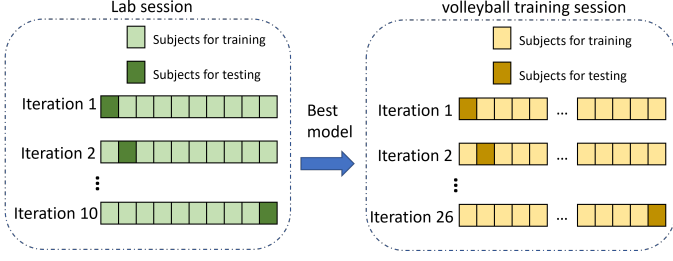 Lab session
Subjects for training
Subjects for testing
Iteration 1
Iteration 2
Iteration 10
Best
model
volleyball training session
Subjects for training
Subjects for testing
Iteration 1
...
Iteration 2
...
Iteration 26
...